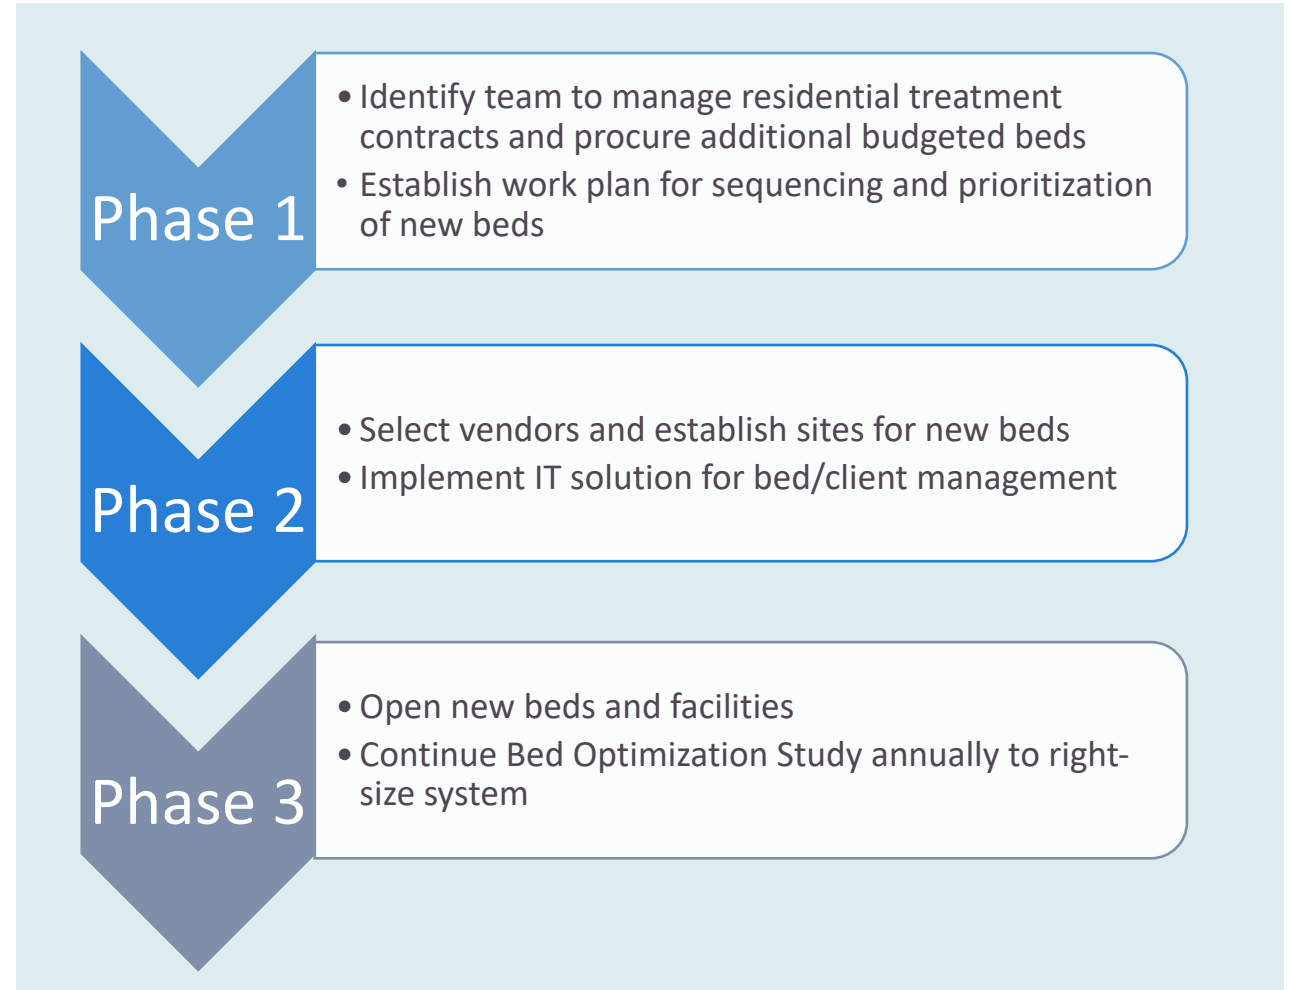 Phase 1
• Identify team to manage residential treatment
contracts and procure additional budgeted beds
• Establish work plan for sequencing and prioritization
of new beds
Phase 2
• Select vendors and establish sites for new beds
• Implement IT solution for bed/client management
Phase 3
• Open new beds and facilities
• Continue Bed Optimization Study annually to right-
size system